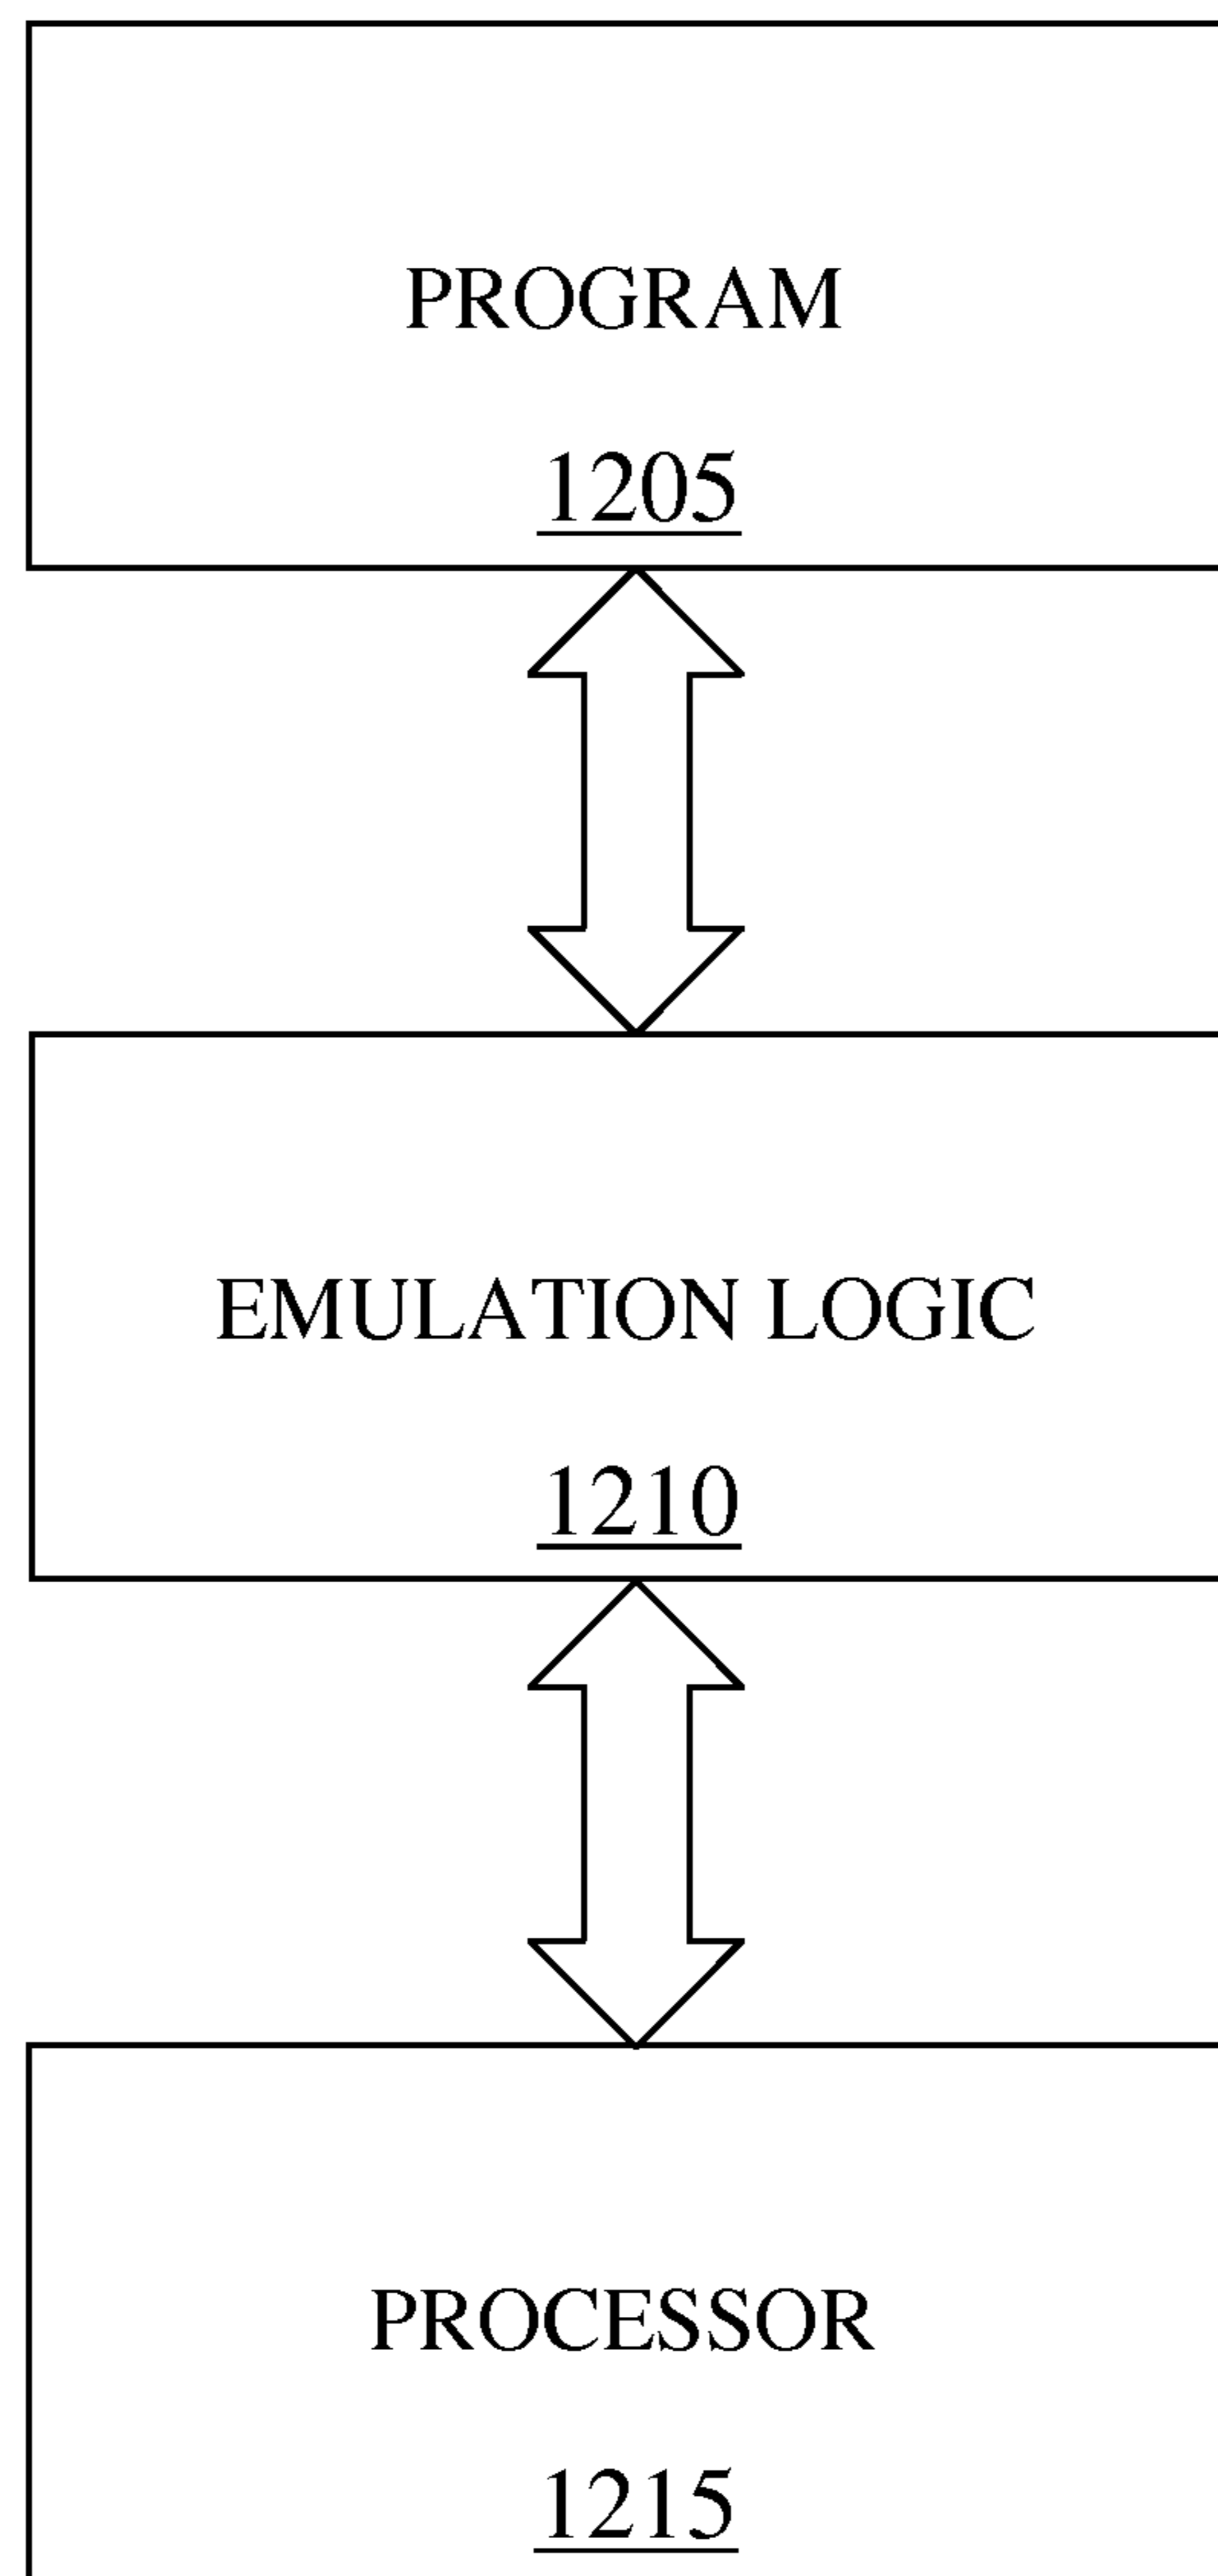 PROGRAM
1205
EMULATION LOGIC
1210
PROCESSOR
1215